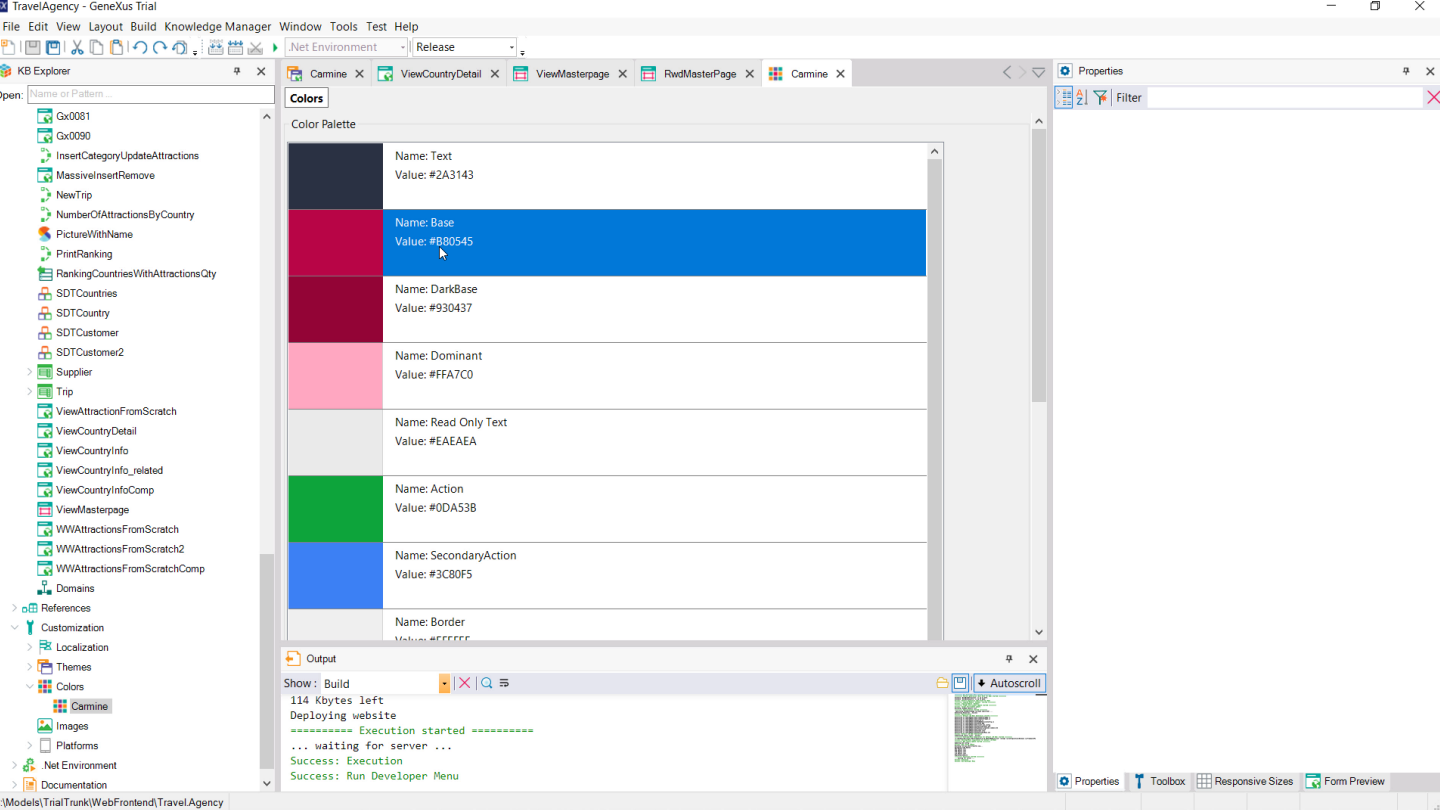 TravelAgency - GeneXus Trial
File Edit View Layout Build Knowledge Manager Window Tools Test Help
.Net Environment Release
KB Explorer
Open: Name or Pattern ...
Gx0081
Gx0090
InsertCategoryUpdateAttractions
MassiveInsertRemove
NewTrip
NumberOfAttractionsByCountry
PictureWithName
PrintRanking
RankingCountriesWithAttractionsQty
SDTCountries
SDTCountry
SDTCustomer
SDTCustomer2
Supplier
Trip
ViewAttractionFromScratch
ViewCountryDetail
ViewCountryInfo
ViewCountryInfo_related
ViewCountryInfoComp
ViewMasterpage
WWAttractionsFromScratch
WWAttractionsFromScratch2
WWAttractionsFromScratchComp
Domains
References
Customization
Localization
Themes
Colors
Carmine
Images
Platforms
.Net Environment
Documentation
:\Models\TrialTrunk\WebFrontend\Travel.Agency
Carmine ViewCountryDetail ViewMasterpage RwdMasterPage Carmine
Colors
Color Palette
Name: Text
Value: #2A3143
Name: Base
Value: #B80545
Name: DarkBase
Value: #930437
Name: Dominant
Value: #FFA7C0
Name: Read Only Text
Value: #EAEAEA
Name: Action
Value: #0DA53B
Name: SecondaryAction
Value: #3C80F5
Name: Border
Output
Show : Build Autoscroll
114 Kbytes left
Deploying website
========== Execution started ==========
... waiting for server ...
Success: Execution
Success: Run Developer Menu
Properties
Filter
Properties Toolbox Responsive Sizes Form Preview